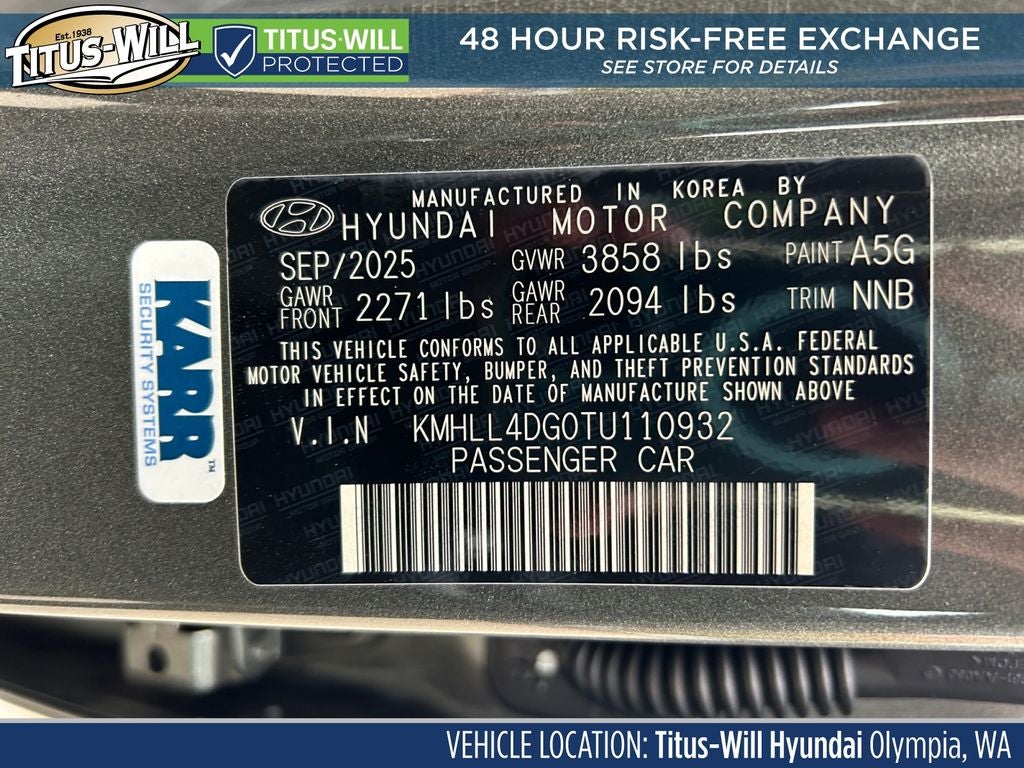 Est. 1938
TITUS-WILL
TITUS-WILL
PROTECTED
48 HOUR RISK-FREE EXCHANGE
SEE STORE FOR DETAILS
MANUFACTURED IN KOREA BY
HYUNDAI MOTOR COMPANY
SEP/2025 GVWR 3858 lbs PAINT A5G
GAWR FRONT 2271 lbs GAWR REAR 2094 lbs TRIM NNB
THIS VEHICLE CONFORMS TO ALL APPLICABLE U.S.A. FEDERAL
MOTOR VEHICLE SAFETY, BUMPER, AND THEFT PREVENTION STANDARDS
IN EFFECT ON THE DATE OF MANUFACTURE SHOWN ABOVE
V.I.N KMHLL4DG0TU110932
PASSENGER CAR
KARR™
SECURITY SYSTEMS
VEHICLE LOCATION: Titus-Will Hyundai Olympia, WA